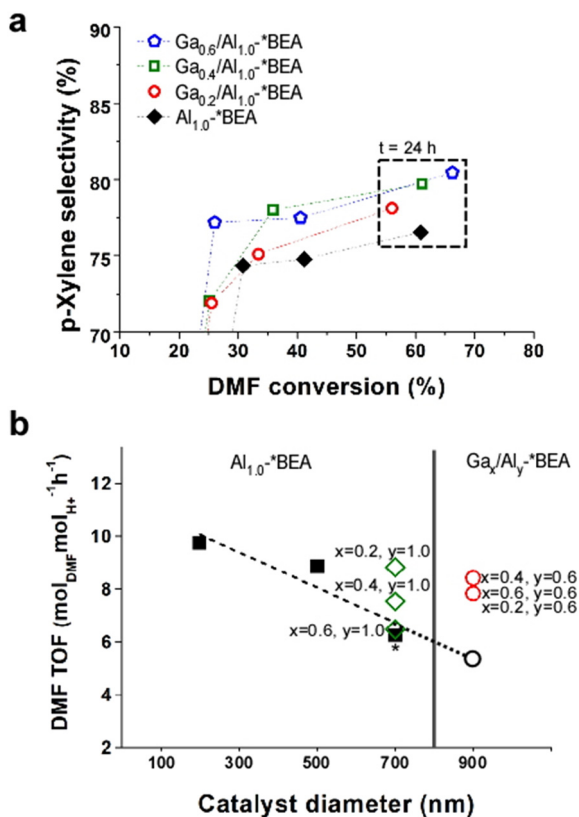 a
p-Xylene selectivity (%)
90
85
80
75
70
Ga0.6/Al1.0-*BEA
Ga0.4/Al1.0-*BEA
Ga0.2/Al1.0-*BEA
Al1.0-*BEA
t = 24 h
10 20 30 40 50 60 70 80
DMF conversion (%)
b
DMF TOF (molDMFmolH+-1h-1)
12
10
8
6
4
2
Al1.0-*BEA
Gax/Aly-*BEA
x=0.2, y=1.0
x=0.4, y=1.0
x=0.6, y=1.0
*
x=0.4, y=0.6
x=0.6, y=0.6
x=0.2, y=0.6
100 300 500 700 900
Catalyst diameter (nm)